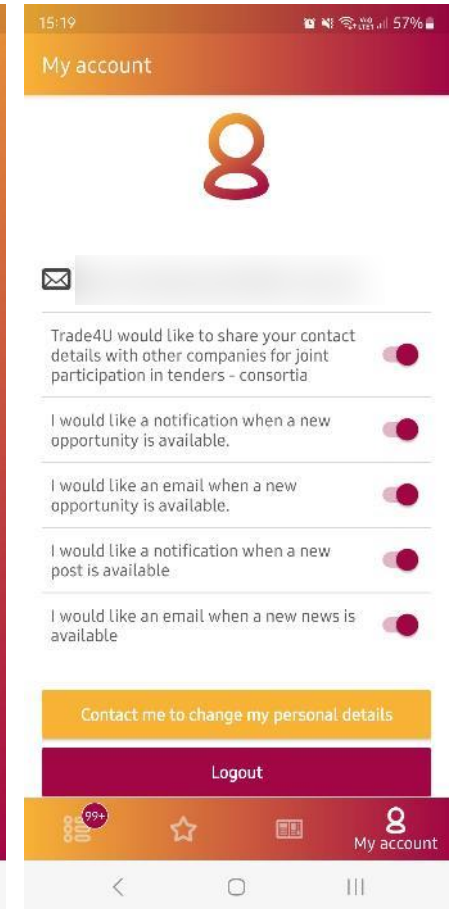 15:19
57%
My account
Trade4U would like to share your contact
details with other companies for joint
participation in tenders - consortia
I would like a notification when a new
opportunity is available.
I would like an email when a new
opportunity is available.
I would like a notification when a new
post is available
I would like an email when a new news is
available
Contact me to change my personal details
Logout
99+
My account